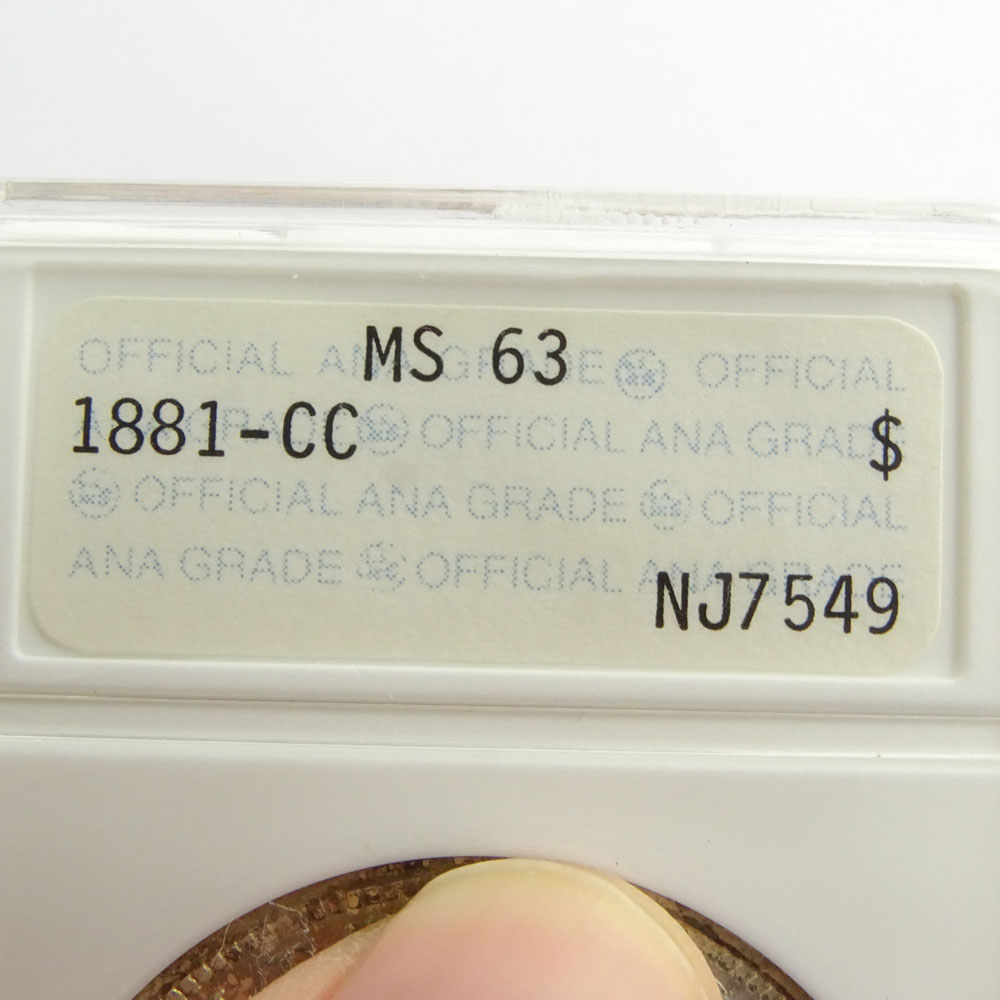 MS 63
OFFICIAL ANA GRADE OFFICIAL
1881-CC OFFICIAL ANA GRADE $
OFFICIAL ANA GRADE OFFICIAL
ANA GRADE OFFICIAL ANA GRADE
NJ7549